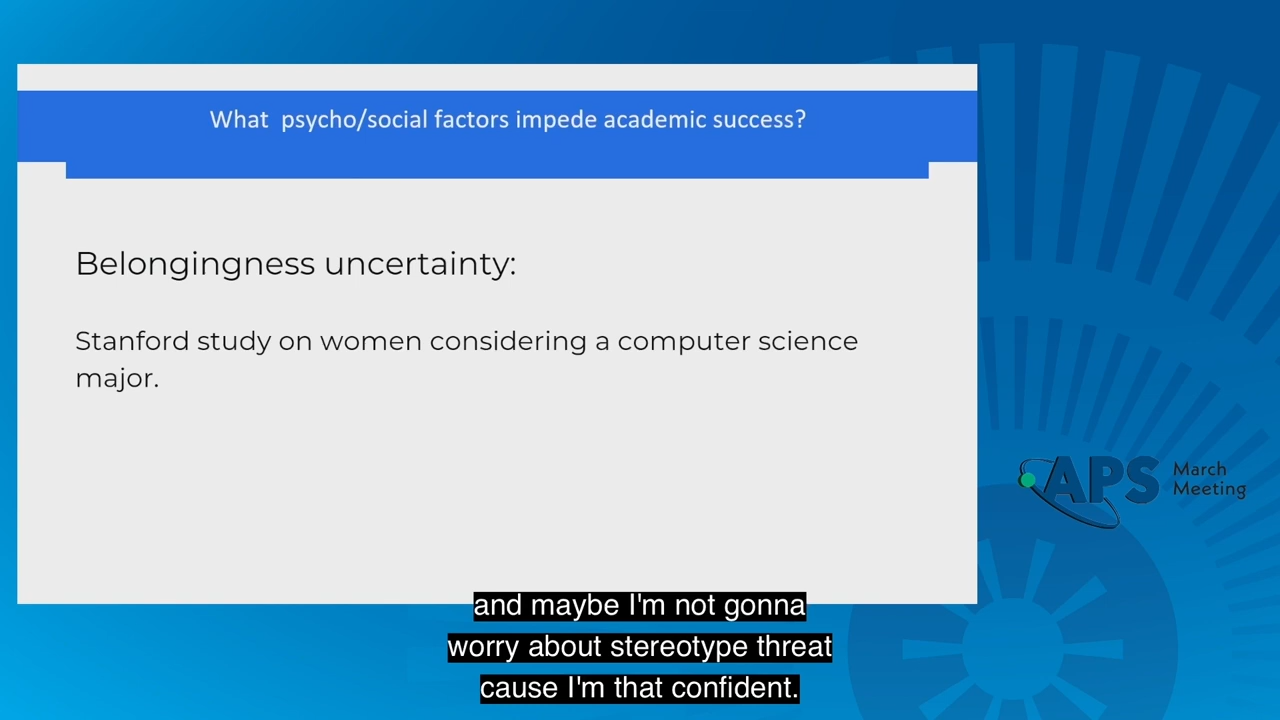 What psycho/social factors impede academic success?
Belongingness uncertainty:
Stanford study on women considering a computer science
major.
APS March
Meeting
and maybe I'm not gonna
worry about stereotype threat
cause I'm that confident.